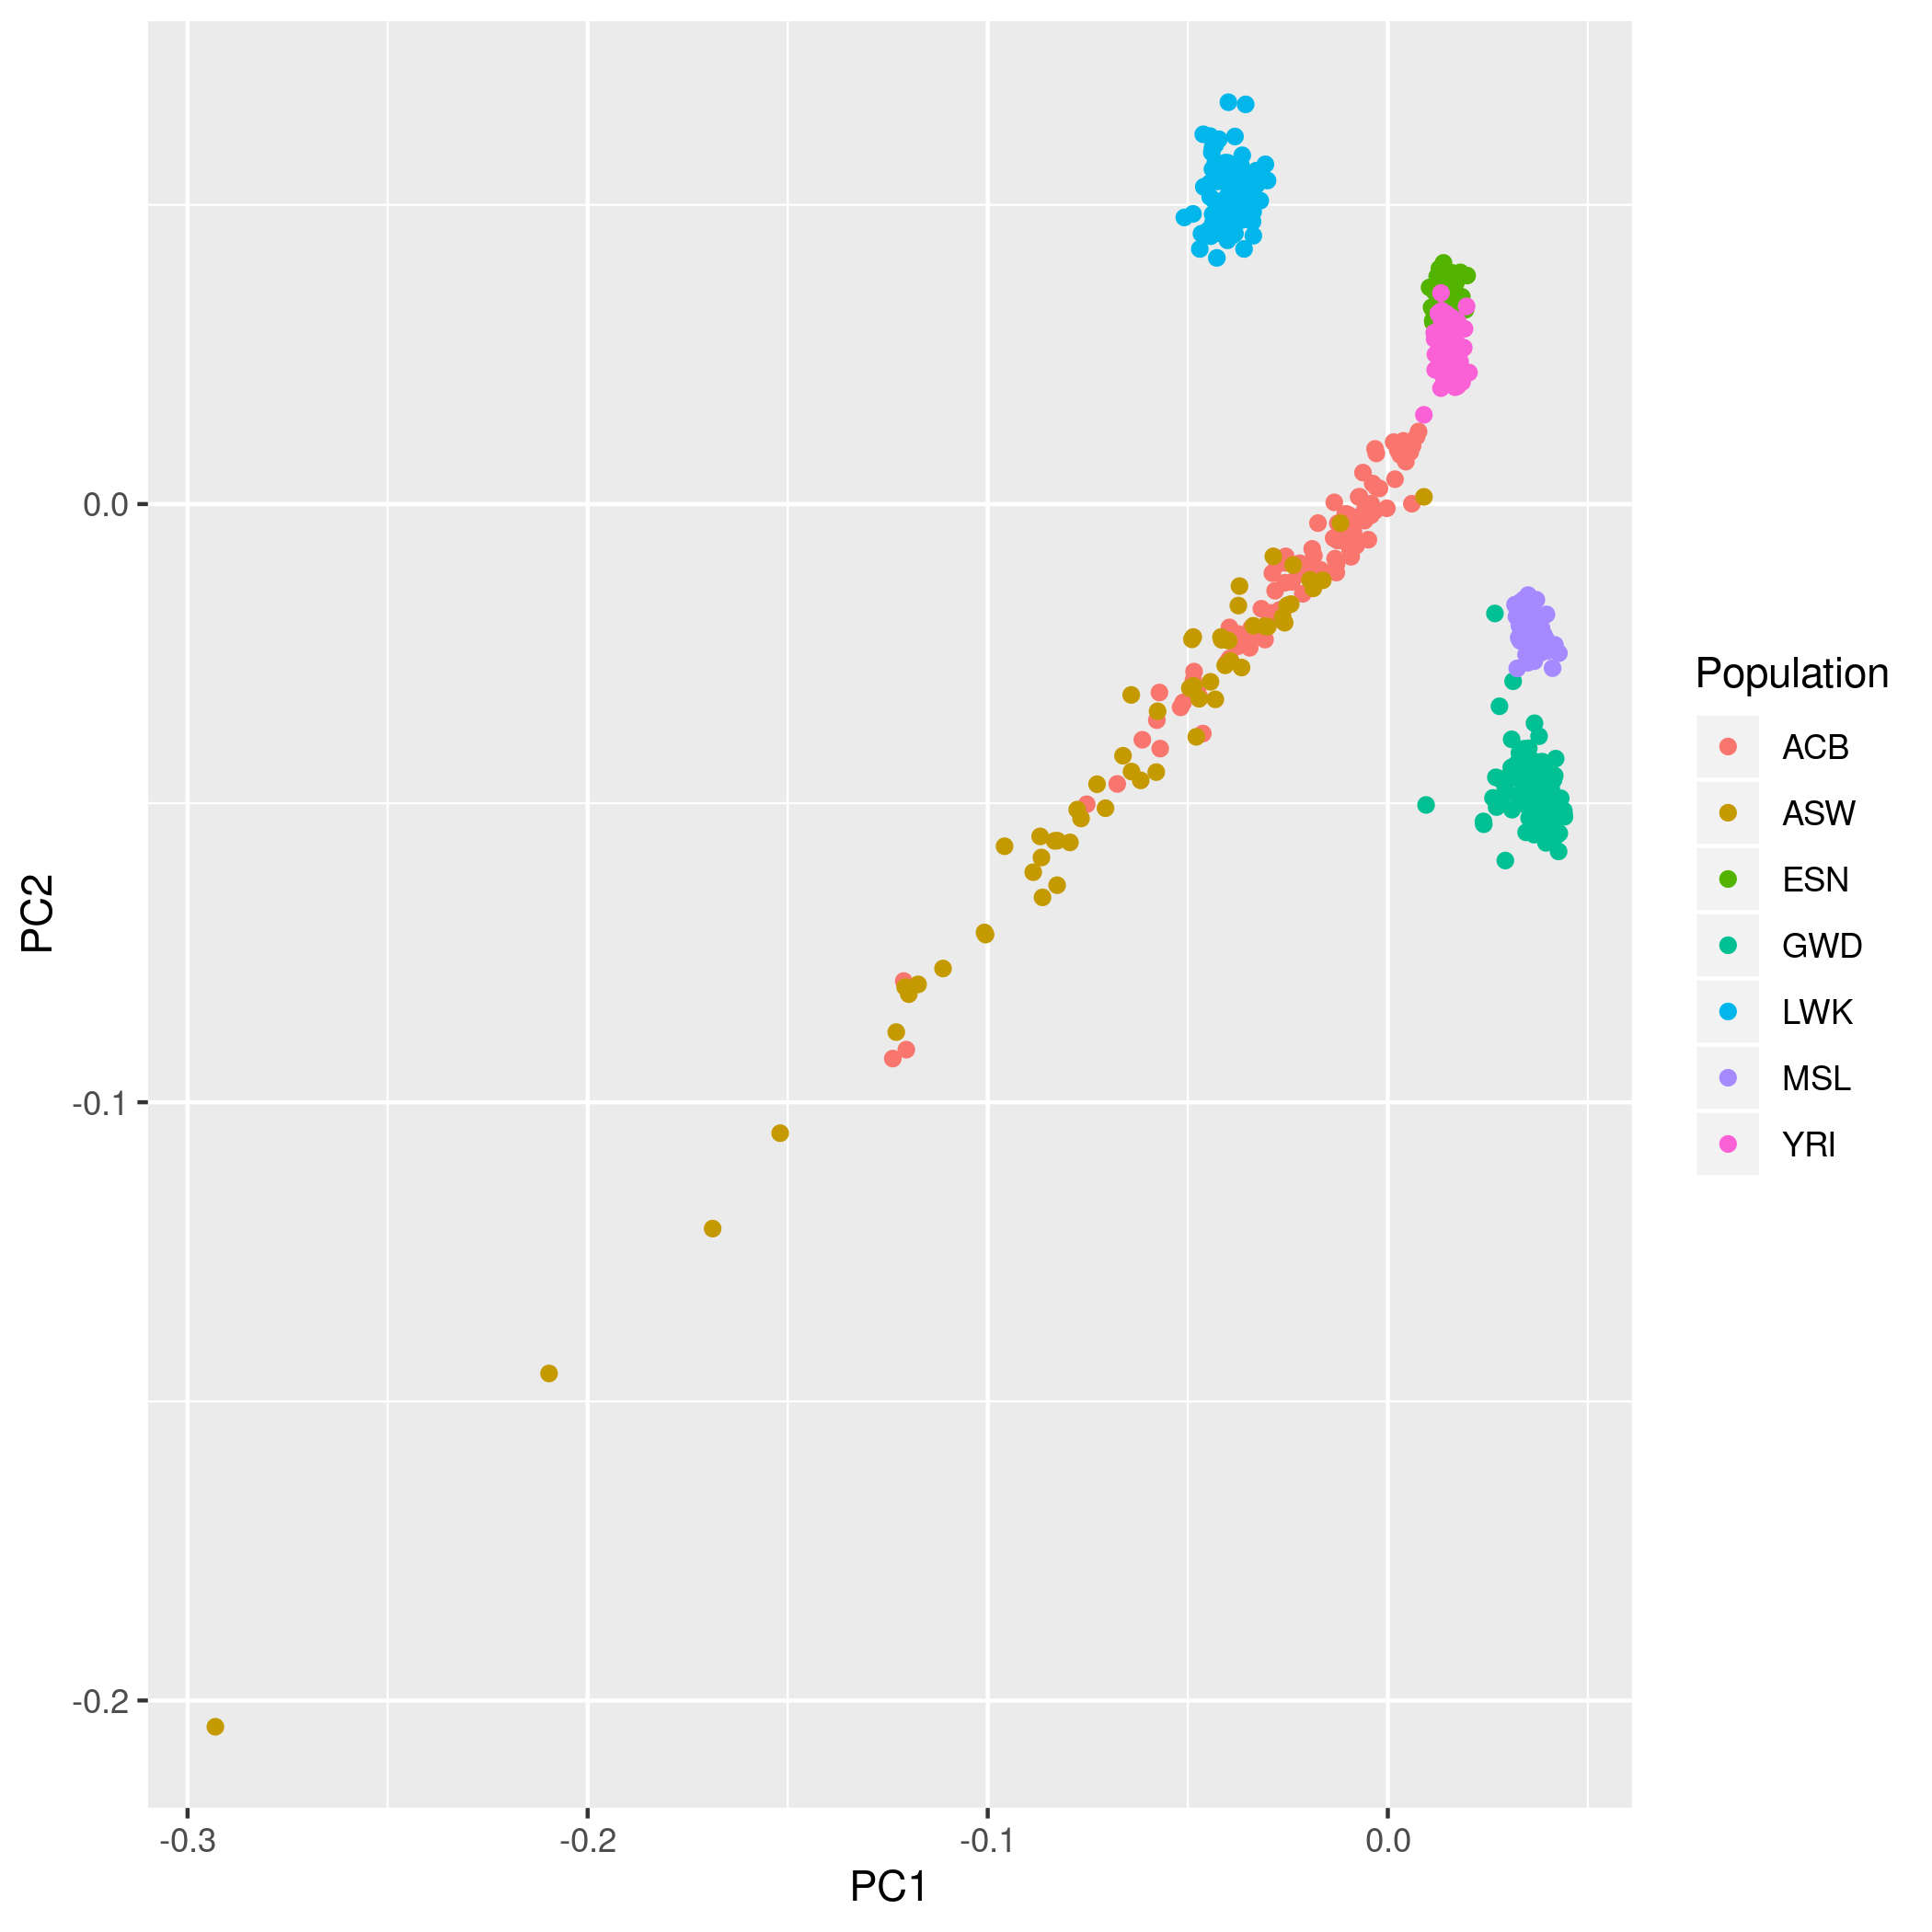 0.0
-0.1
-0.2
PC2
-0.3
-0.2
-0.1
0.0
PC1
Population
ACB
ASW
ESN
GWD
LWK
MSL
YRI